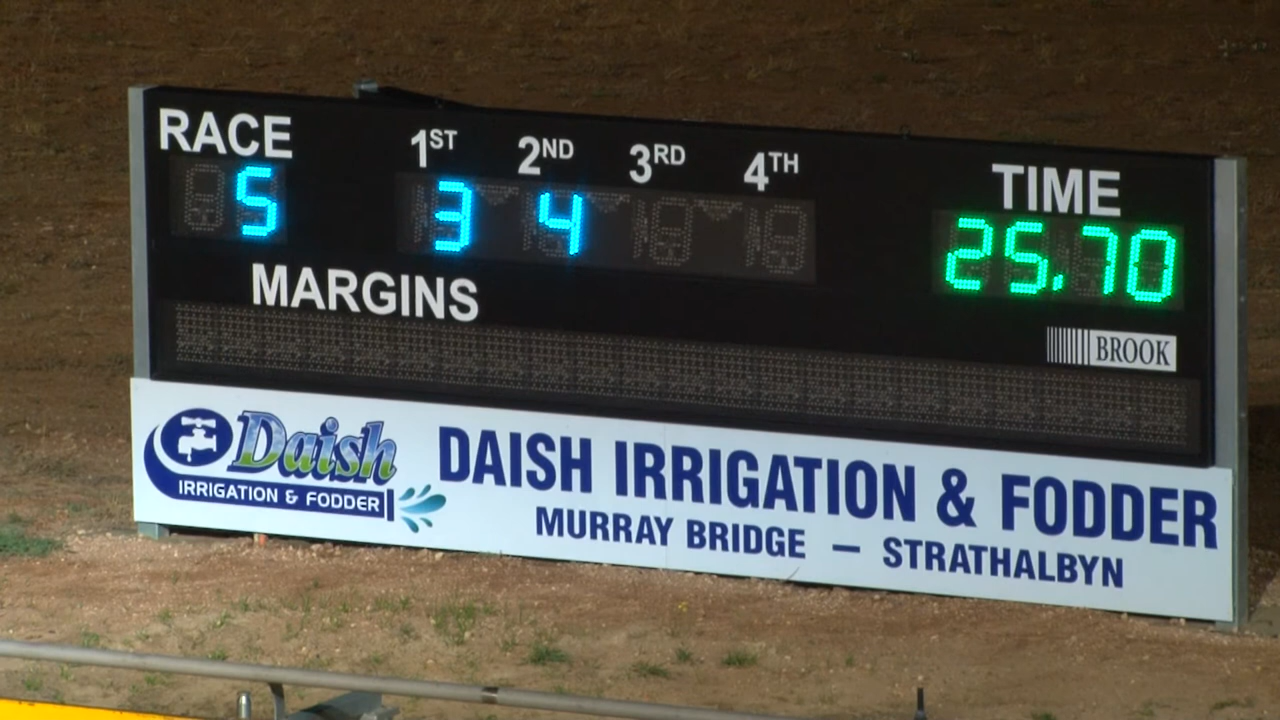 RACE 1ST 2ND 3RD 4TH TIME
5 3 4 25.70
MARGINS
BROOK
Daish
IRRIGATION & FODDER
DAISH IRRIGATION & FODDER
MURRAY BRIDGE – STRATHALBYN